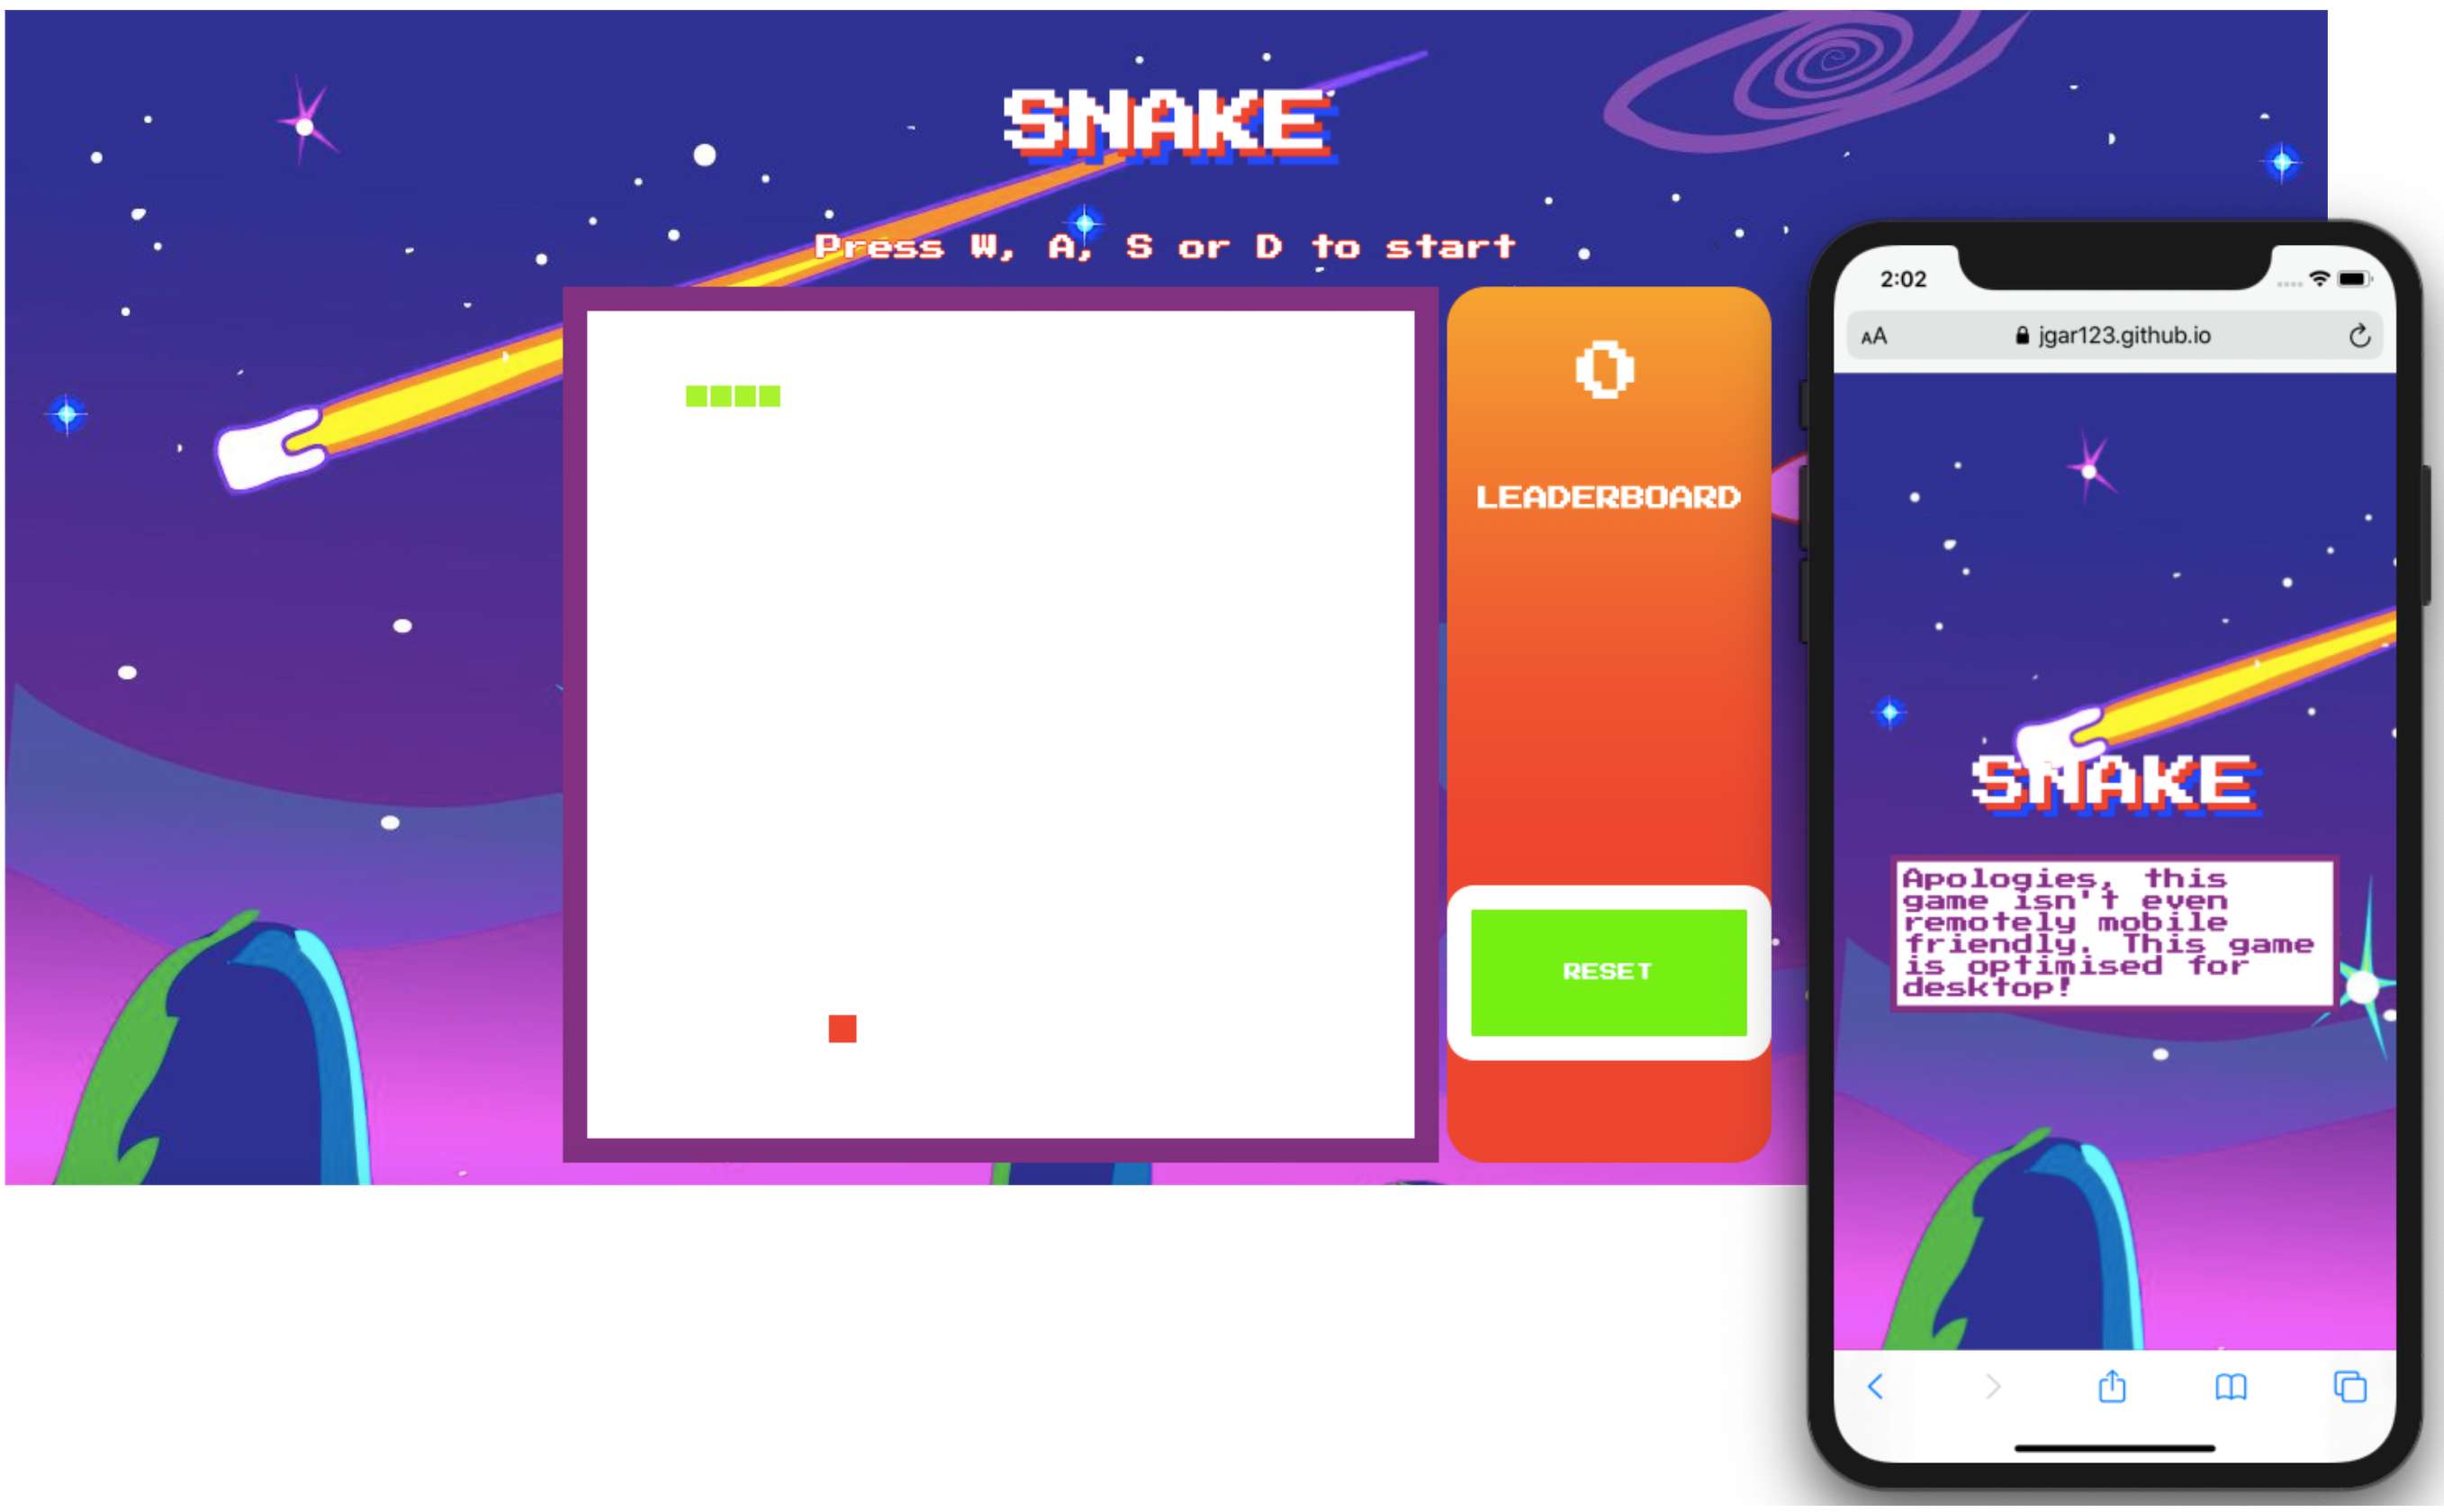 SNAKE
Press W, A, S or D to start
0
LEADERBOARD
RESET
2:02
AA
jgar123.github.io
SNAKE
Apologies, this
game isn't even
remotely mobile
friendly. This game
is optimised for
desktop!